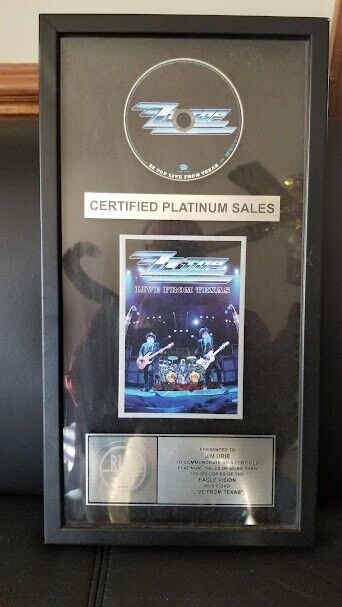 ZZ TOP
ZZ TOP LIVE FROM TEXAS
CERTIFIED PLATINUM SALES
ZZ TOP
LIVE FROM TEXAS
PRESENTED TO
JIM URIE
TO COMMEMORATE RIAA CERTIFIED
PLATINUM SALES OF MORE THAN
100,000 COPIES OF THE
EAGLE VISION
MUSIC DVD
"LIVE FROM TEXAS"